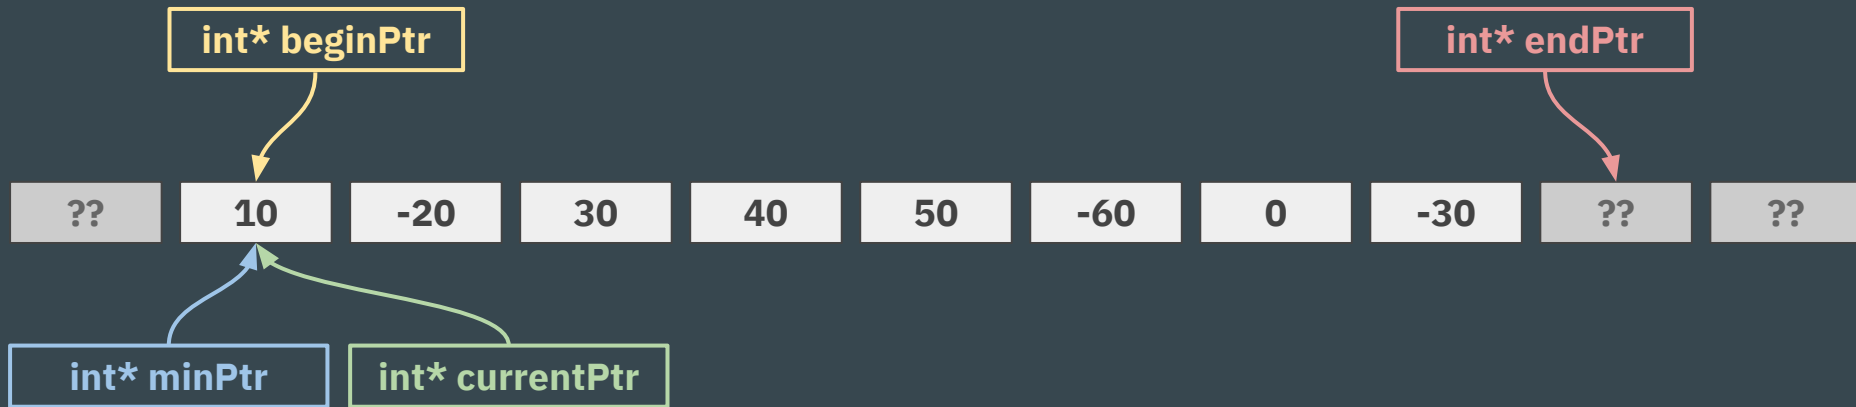 int* beginPtr
int* endPtr
?? 10 -20 30 40 50 -60 0 -30 ?? ??
int* minPtr
int* currentPtr